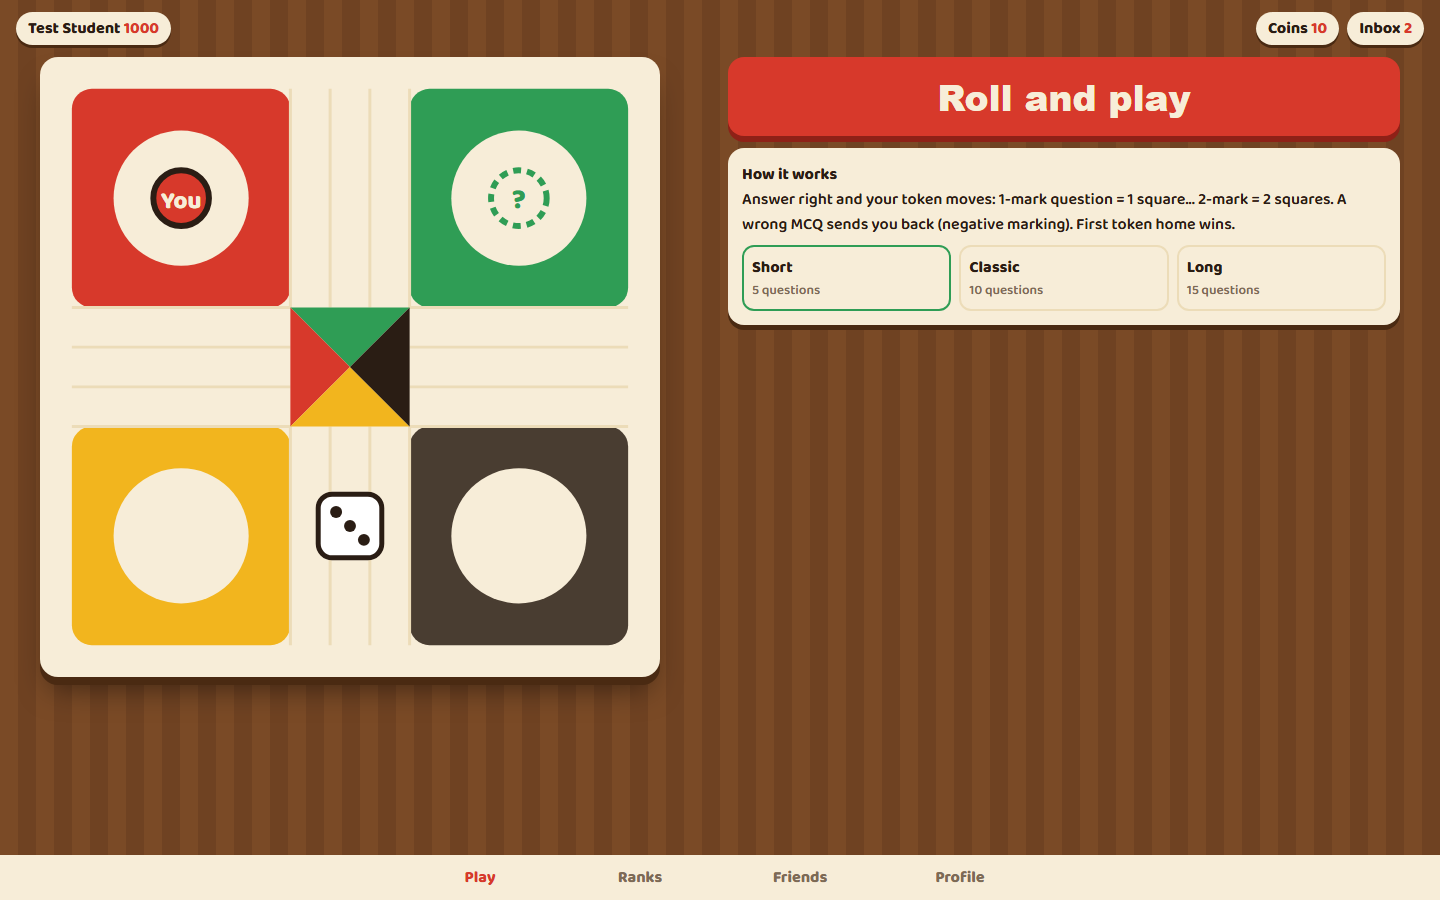 Test Student 1000
Coins 10
Inbox 2
You
?
Roll and play
How it works
Answer right and your token moves: 1-mark question = 1 square... 2-mark = 2 squares. A
wrong MCQ sends you back (negative marking). First token home wins.
Short
5 questions
Classic
10 questions
Long
15 questions
Play
Ranks
Friends
Profile